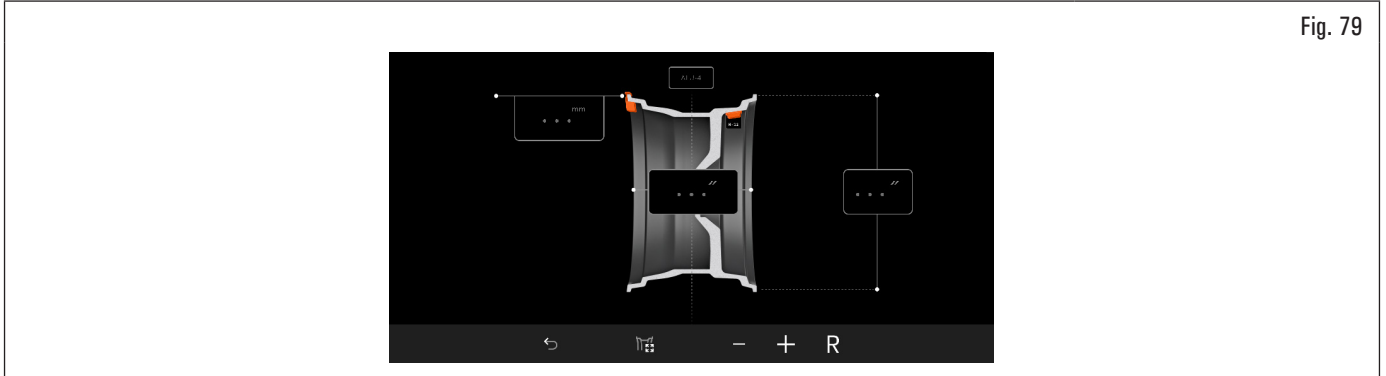 Fig. 79
mm
. . .
. . . "
. . . "
− + R